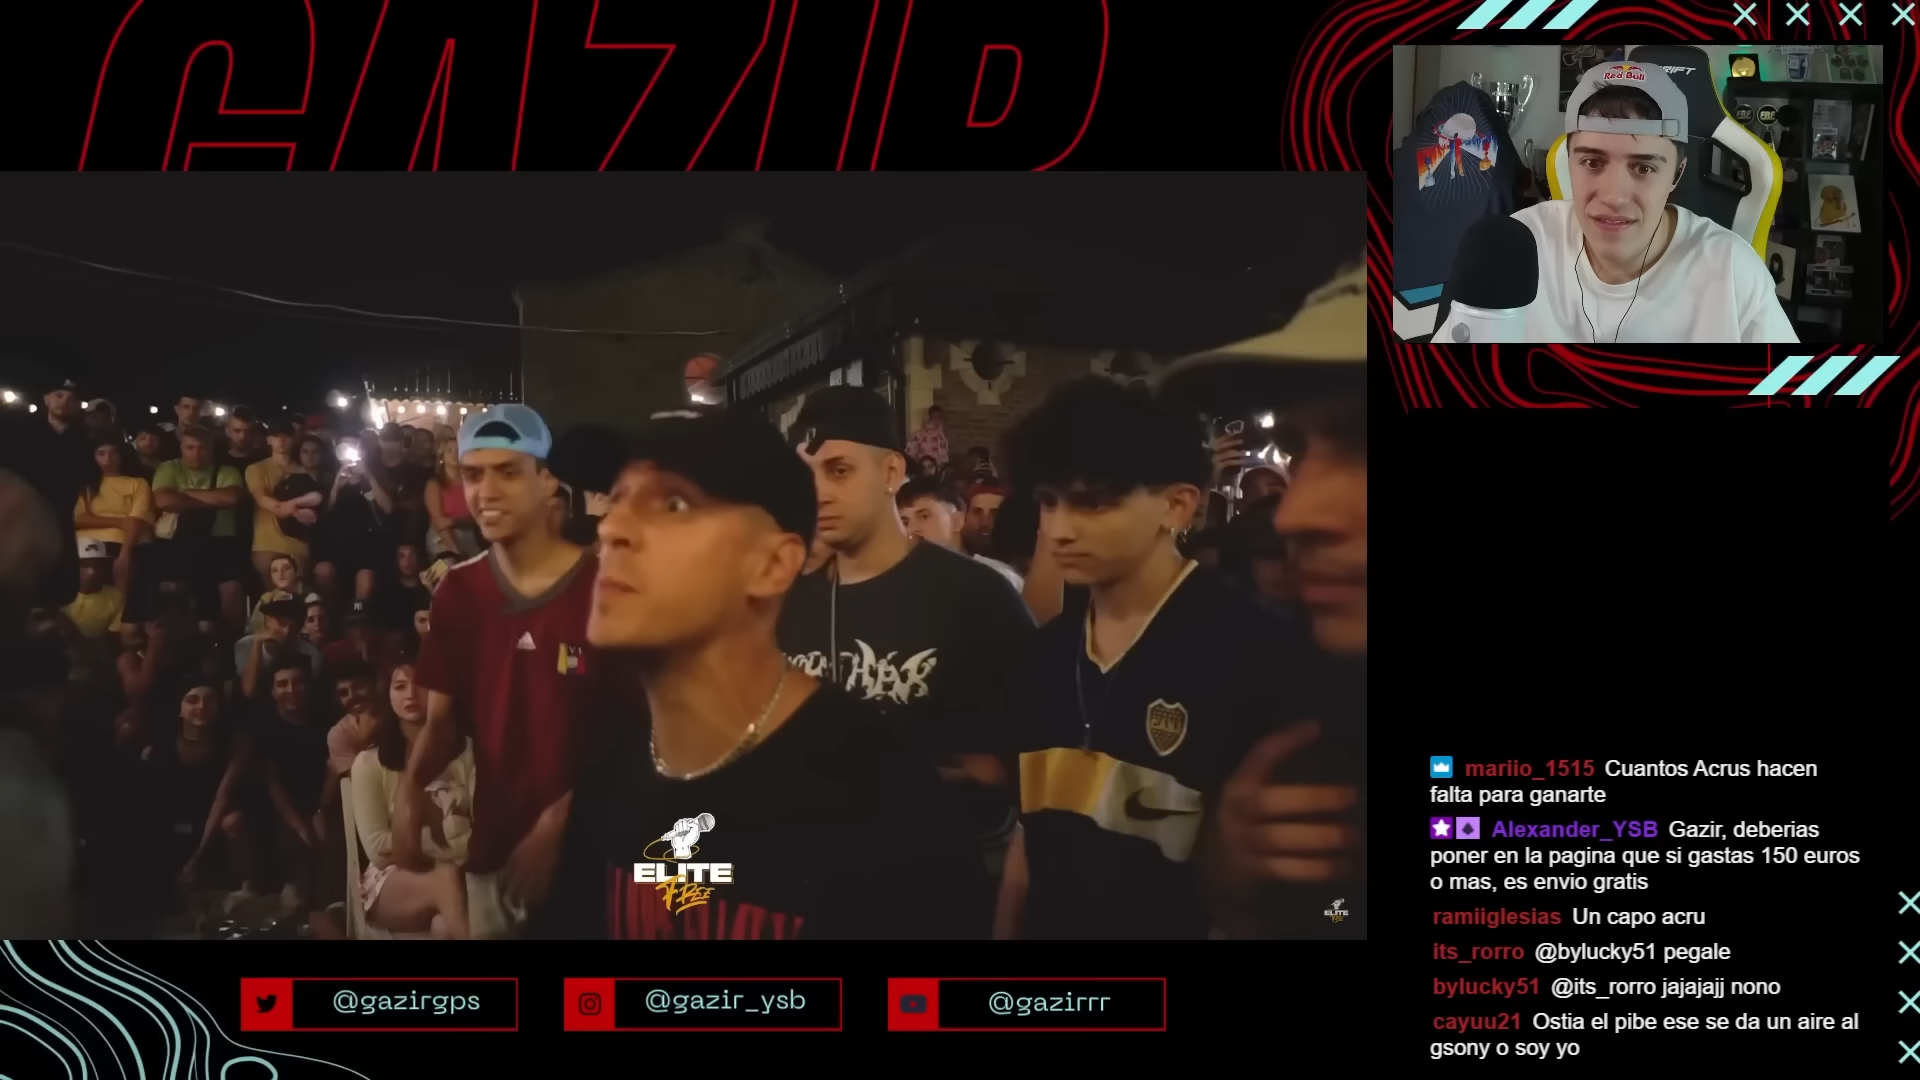 GAZIR
Red Bull
RIFT
ELITE
FREE
ELITE
@gazirgps
@gazir_ysb
@gazirrr
mariio_1515 Cuantos Acrus hacen
falta para ganarte
Alexander_YSB Gazir, deberias
poner en la pagina que si gastas 150 euros
o mas, es envio gratis
ramiiglesias Un capo acru
its_rorro @bylucky51 pegale
bylucky51 @its_rorro jajajajj nono
cayuu21 Ostia el pibe ese se da un aire al
gsony o soy yo